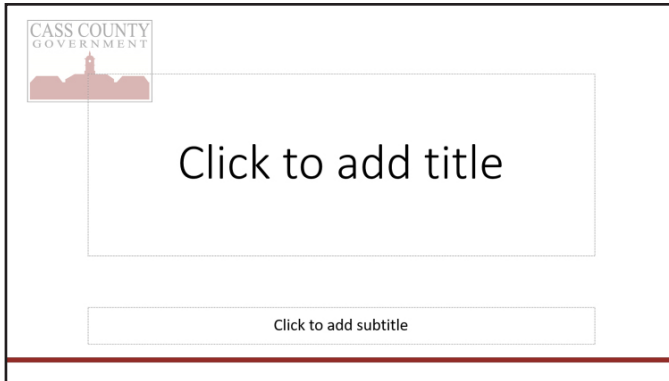 CASS COUNTY
GOVERNMENT
Click to add title
Click to add subtitle